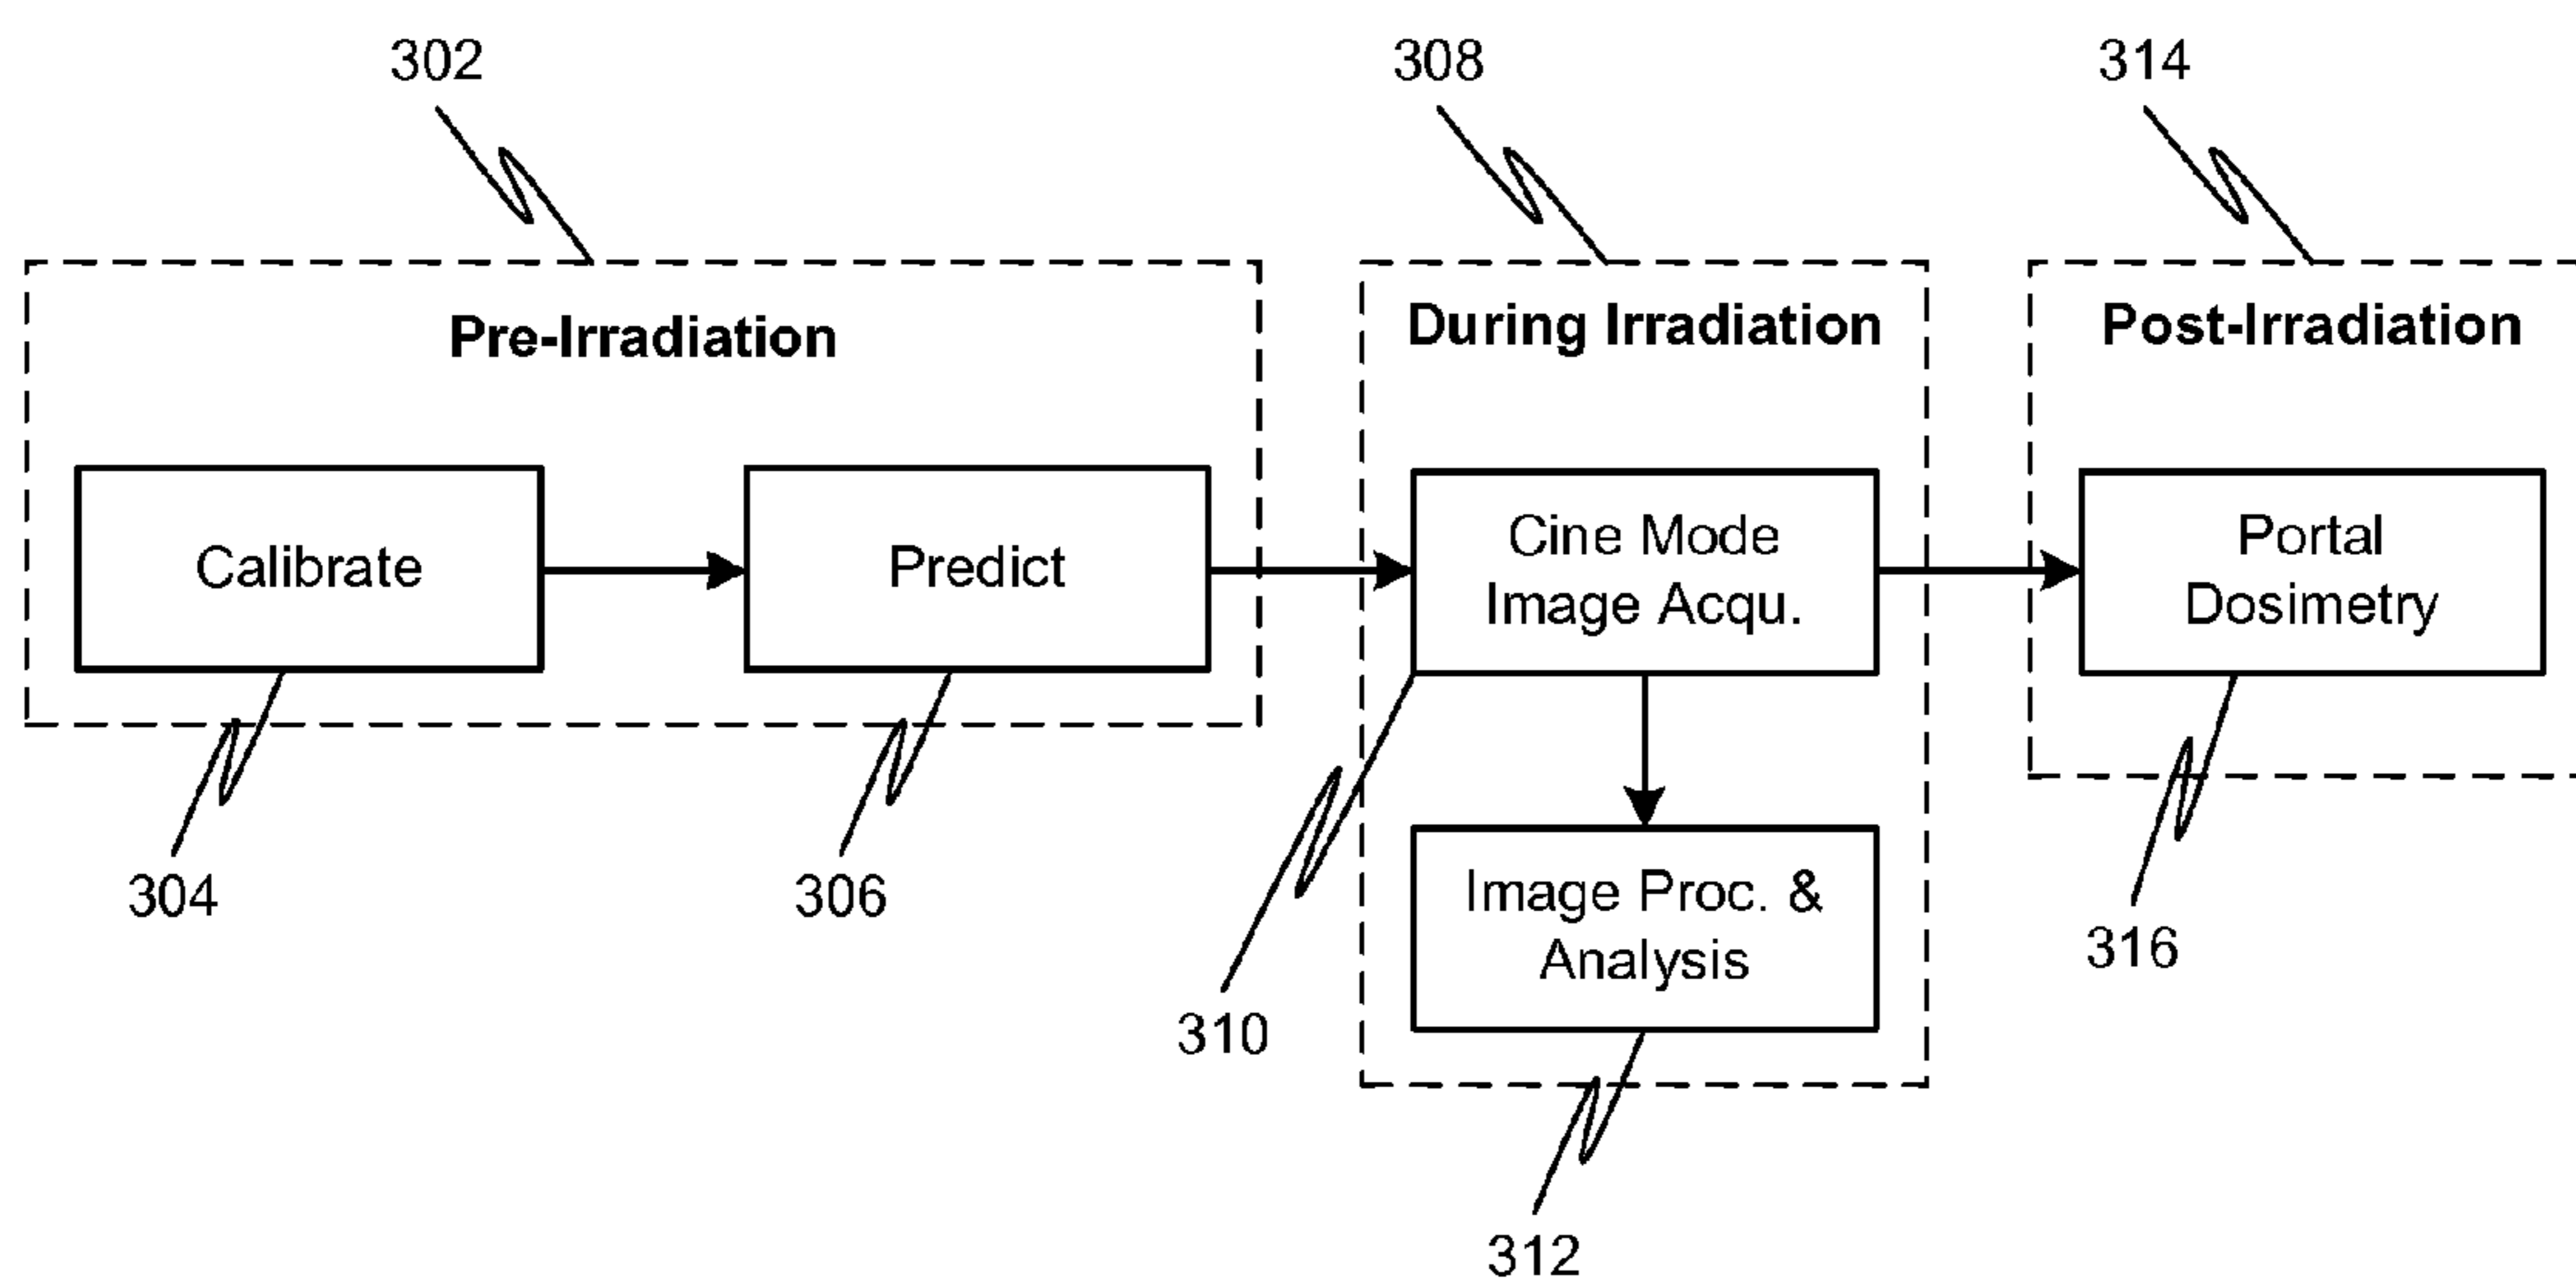 302
308
314
Pre-Irradiation
During Irradiation
Post-Irradiation
Calibrate
Predict
Cine Mode
Image Acqu.
Portal
Dosimetry
304
306
310
Image Proc. &
Analysis
316
312